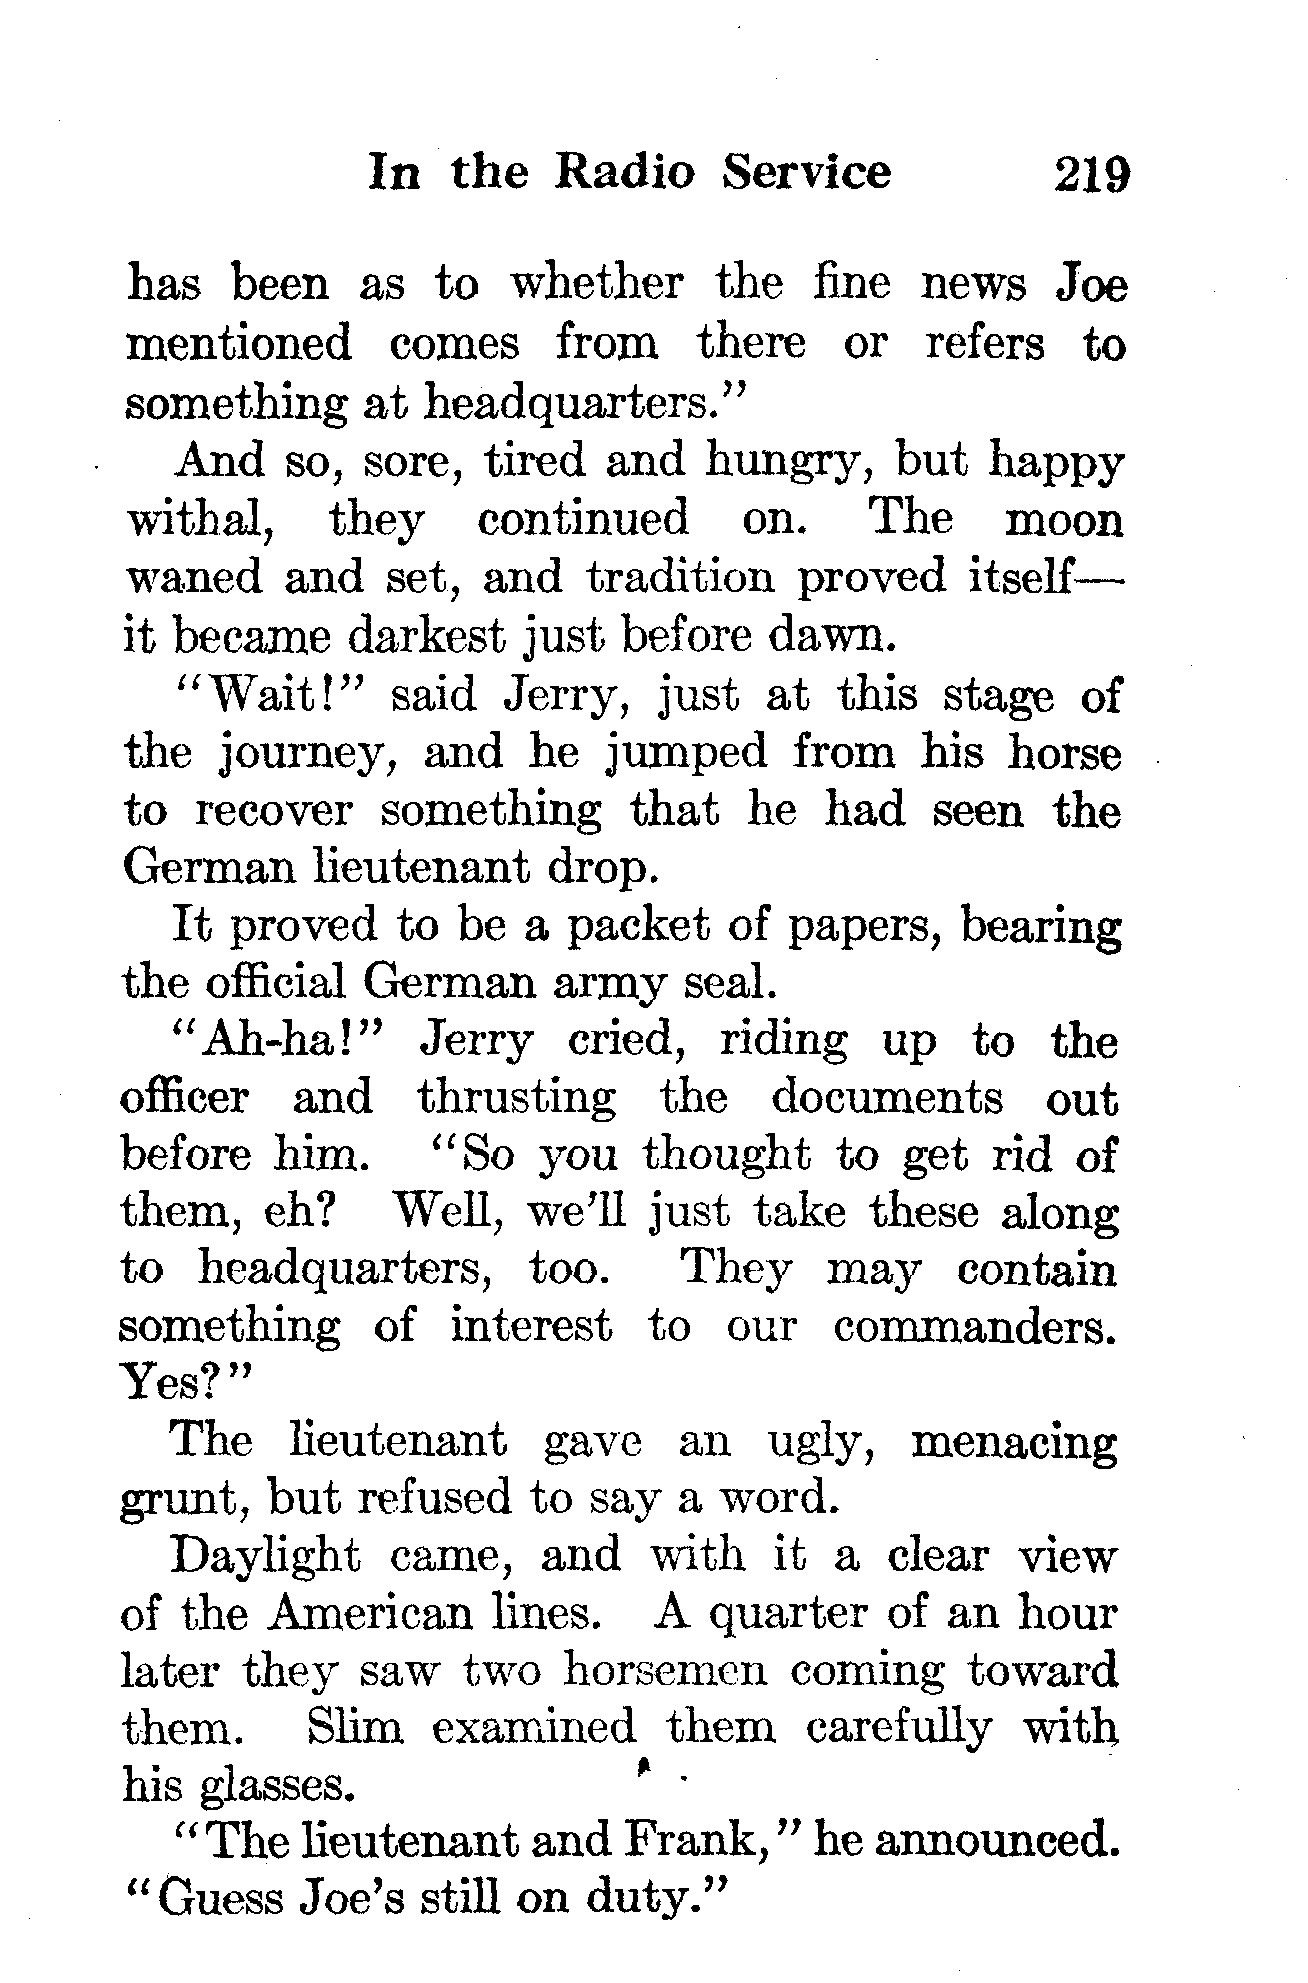 In the Radio Service 219
has been as to whether the fine news Joe
mentioned comes from there or refers to
something at headquarters."
And so, sore, tired and hungry, but happy
withal, they continued on. The moon
waned and set, and tradition proved itself—
it became darkest just before dawn.
"Wait!" said Jerry, just at this stage of
the journey, and he jumped from his horse
to recover something that he had seen the
German lieutenant drop.
It proved to be a packet of papers, bearing
the official German army seal.
"Ah-ha!" Jerry cried, riding up to the
officer and thrusting the documents out
before him. "So you thought to get rid of
them, eh? Well, we'll just take these along
to headquarters, too. They may contain
something of interest to our commanders.
Yes?"
The lieutenant gave an ugly, menacing
grunt, but refused to say a word.
Daylight came, and with it a clear view
of the American lines. A quarter of an hour
later they saw two horsemen coming toward
them. Slim examined them carefully with
his glasses.
"The lieutenant and Frank," he announced.
"Guess Joe's still on duty."